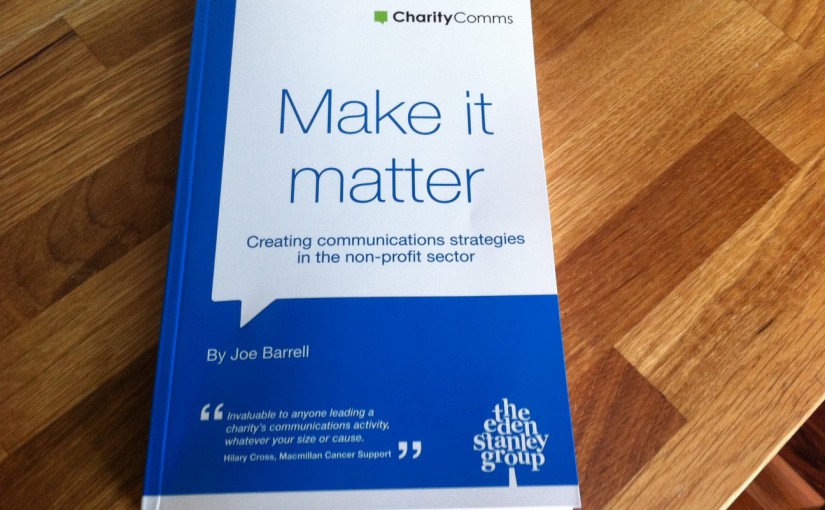 CharityComms
Make it
matter
Creating communications strategies
in the non-profit sector
By Joe Barrell
“ Invaluable to anyone leading a
charity's communications activity,
whatever your size or cause. ”
Hilary Cross, Macmillan Cancer Support
the
eden
stanley
group